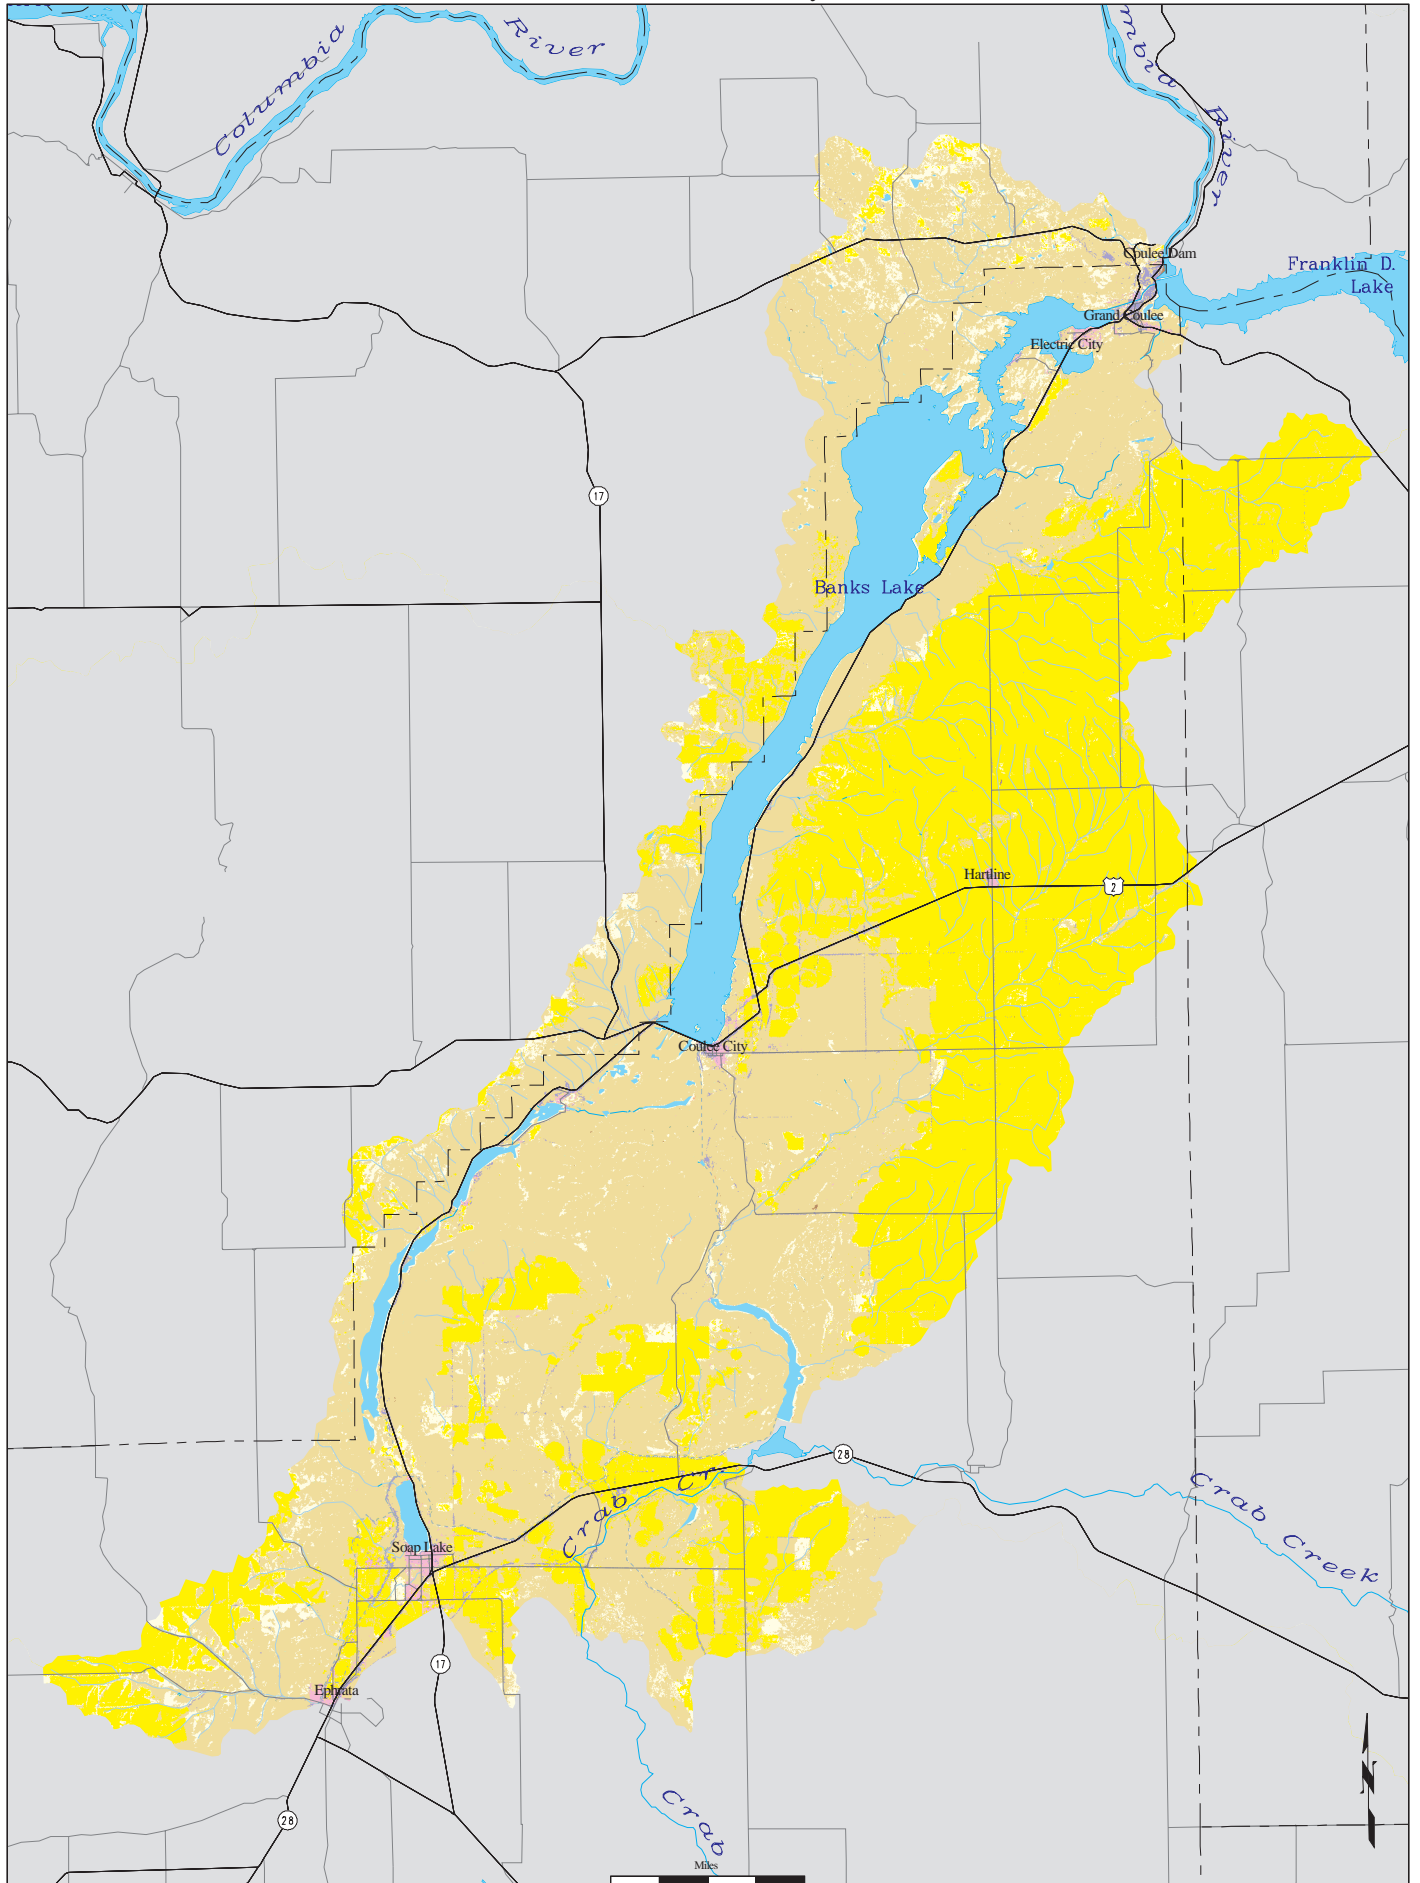 Columbia
River
mbia River
Coulee Dam
Franklin D.
Lake
Grand Coulee
Electric City
17
Banks Lake
Hartline
2
Coulee City
28
Crab Cr.
Crab Creek
Soap Lake
17
Ephrata
N
28
Crab
Miles